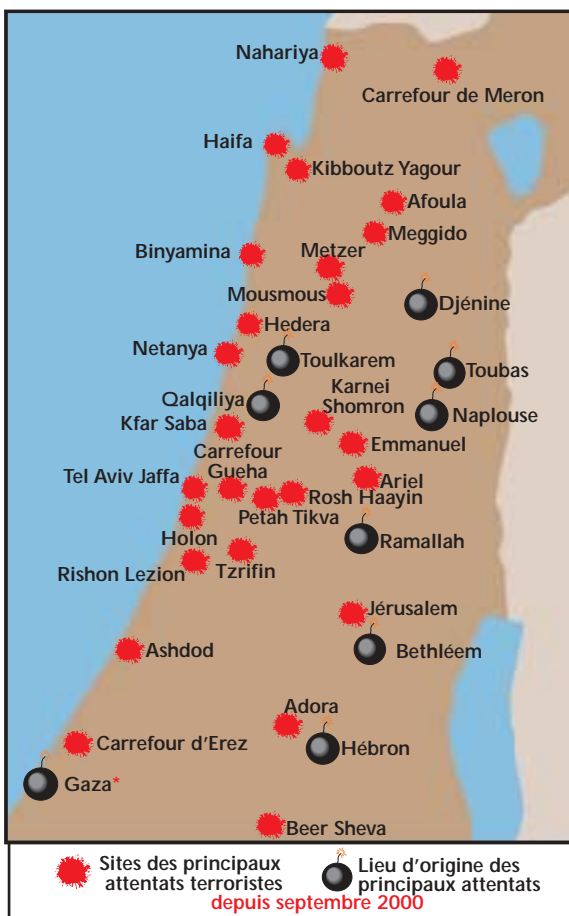 Nahariya
Carrefour de Meron
Haifa
Kibboutz Yagour
Afoula
Meggido
Binyamina
Metzer
Mousmous
Djénine
Hedera
Netanya
Toulkarem
Toubas
Qalqiliya
Karnei
Shomron
Naplouse
Kfar Saba
Emmanuel
Carrefour
Gueha
Tel Aviv Jaffa
Ariel
Rosh Haayin
Petah Tikva
Holon
Ramallah
Rishon Lezion
Tzrifin
Jérusalem
Ashdod
Bethléem
Adora
Carrefour d'Erez
Hébron
Gaza*
Beer Sheva
Sites des principaux
attentats terroristes
Lieu d'origine des
principaux attentats
depuis septembre 2000